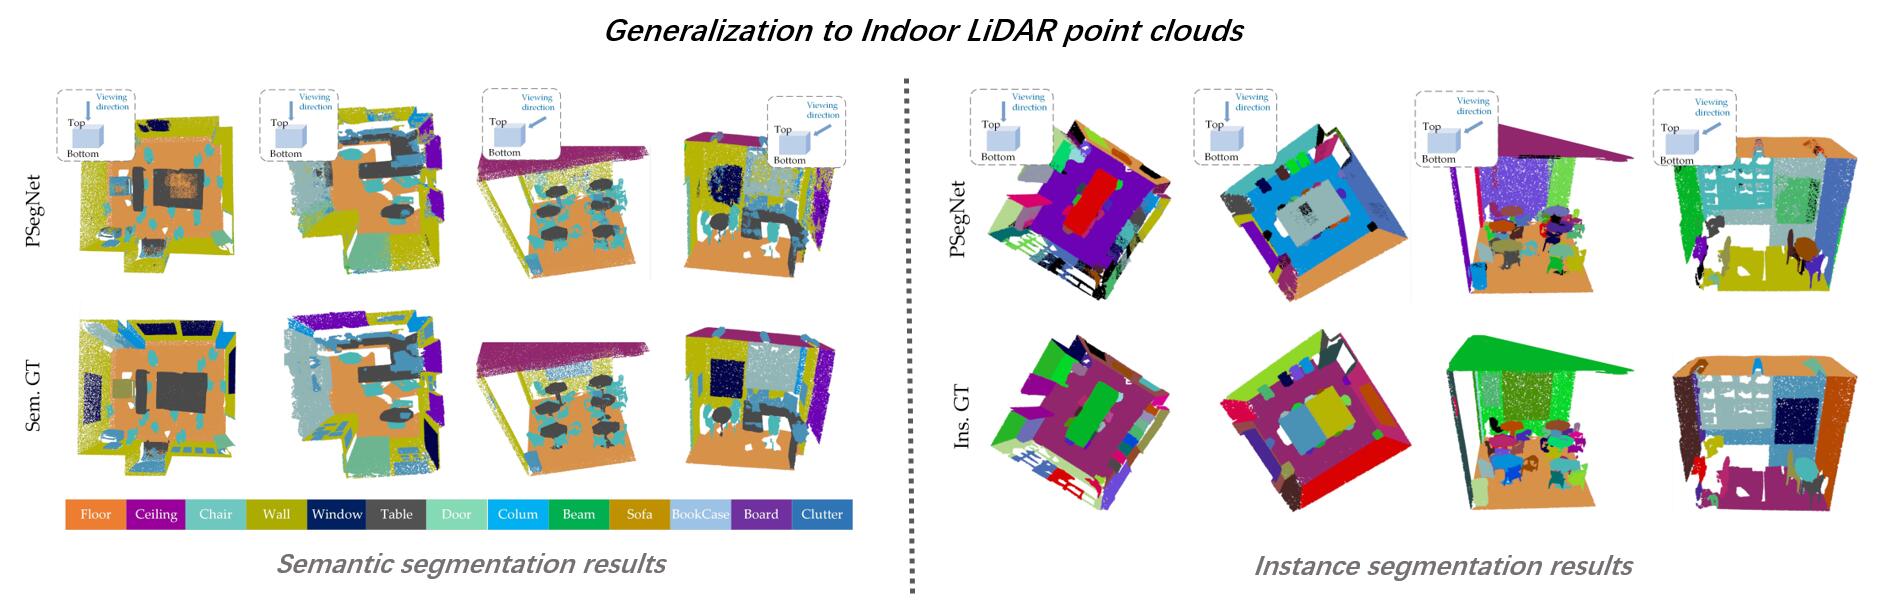 Generalization to Indoor LiDAR point clouds
Viewing
direction
Top
Bottom
Viewing
direction
Top
Bottom
Viewing
direction
Top
Bottom
Viewing
direction
Top
Bottom
Viewing
direction
Top
Bottom
Viewing
direction
Top
Bottom
Viewing
direction
Top
Bottom
Viewing
direction
Top
Bottom
PSegNet
PSegNet
Sem. GT
Ins. GT
Floor Ceiling Chair Wall Window Table Door Colum Beam Sofa BookCase Board Clutter
Semantic segmentation results
Instance segmentation results